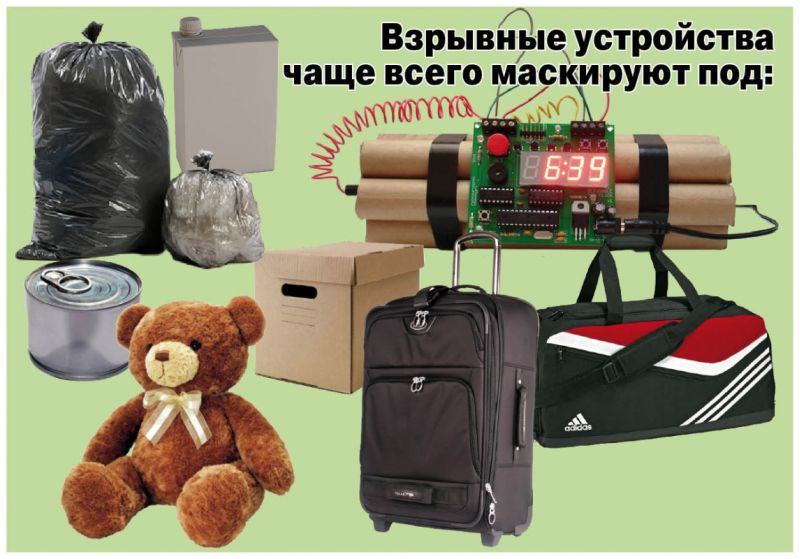 Взрывные устройства
чаще всего маскируют под:
6:39
adidas